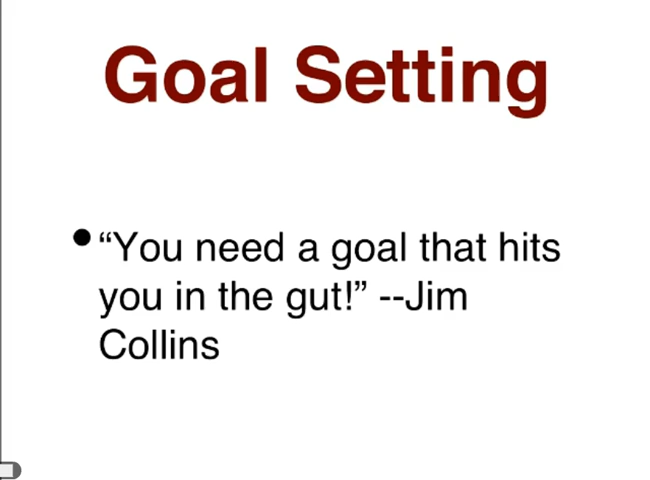 Goal Setting
• “You need a goal that hits
you in the gut!” --Jim
Collins